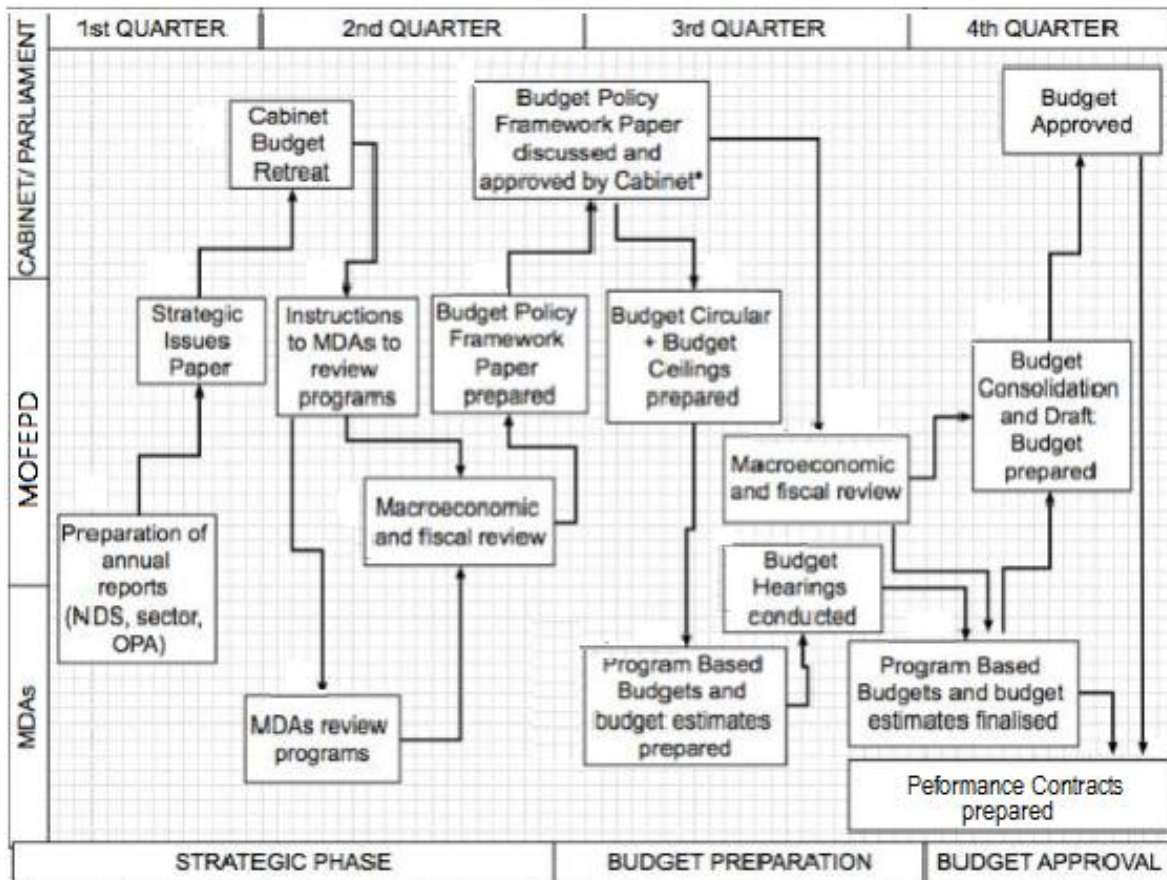 1st QUARTER
2nd QUARTER
3rd QUARTER
4th QUARTER
CABINET/ PARLIAMENT
MOFEPD
MDAs
Cabinet
Budget
Retreat
Budget Policy
Framework Paper
discussed and
approved by Cabinet*
Budget
Approved
Strategic
Issues
Paper
Instructions
to MDAs to
review
programs
Budget Policy
Framework
Paper
prepared
Budget Circular
+ Budget
Ceilings
prepared
Budget
Consolidation
and Draft
Budget
prepared
Macroeconomic
and fiscal review
Macroeconomic
and fiscal review
Preparation of
annual
reports
(NDS, sector,
OPA)
Budget
Hearings
conducted
Program Based
Budgets and
budget estimates
prepared
Program Based
Budgets and budget
estimates finalised
MDAs review
programs
Peformance Contracts
prepared
STRATEGIC PHASE
BUDGET PREPARATION
BUDGET APPROVAL